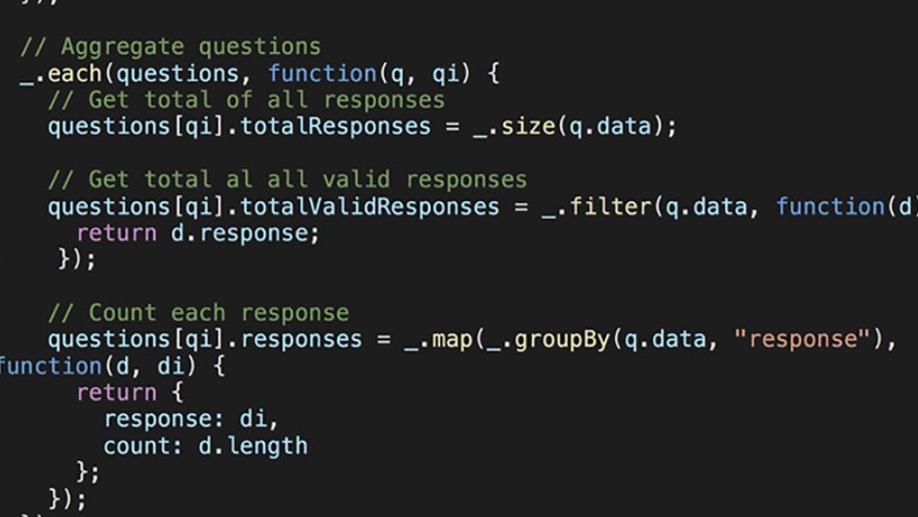 // Aggregate questions
_.each(questions, function(q, qi) {
// Get total of all responses
questions[qi].totalResponses = _.size(q.data);
// Get total al all valid responses
questions[qi].totalValidResponses = _.filter(q.data, function(d)
return d.response;
});
// Count each response
questions[qi].responses = _.map(_.groupBy(q.data, "response"),
function(d, di) {
return {
response: di,
count: d.length
};
});